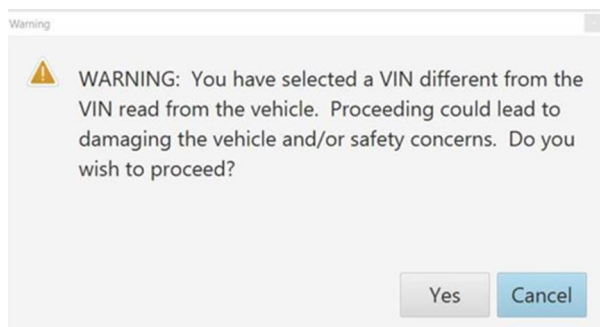 Warning
WARNING: You have selected a VIN different from the
VIN read from the vehicle. Proceeding could lead to
damaging the vehicle and/or safety concerns. Do you
wish to proceed?
Yes Cancel